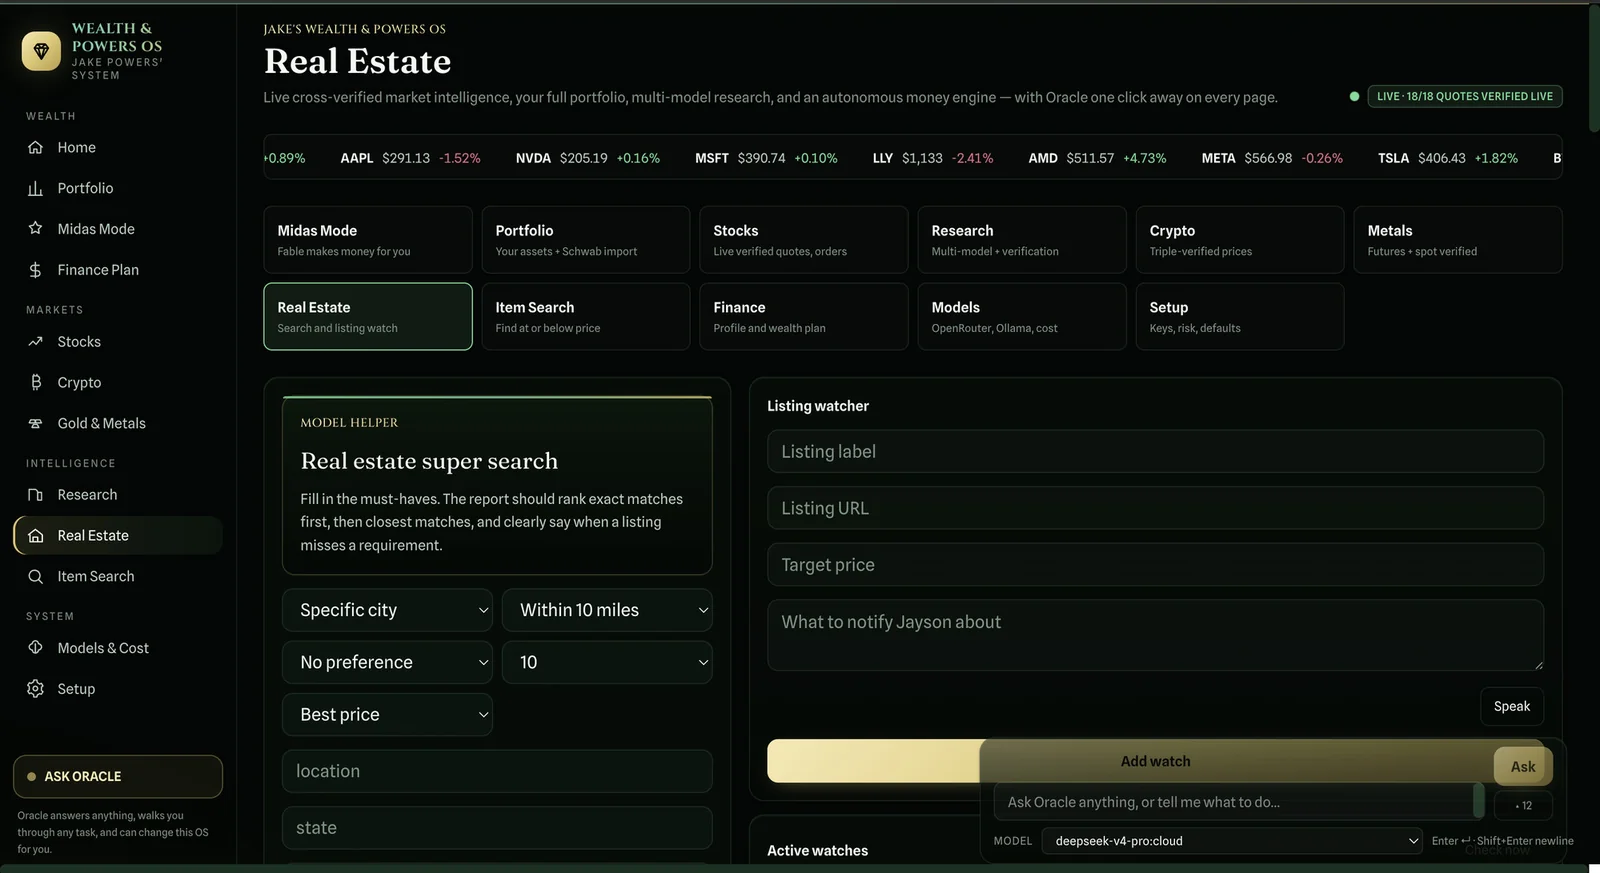 WEALTH &
POWERS OS
JAKE POWERS'
SYSTEM
WEALTH
Home
Portfolio
Midas Mode
Finance Plan
MARKETS
Stocks
Crypto
Gold & Metals
INTELLIGENCE
Research
Real Estate
Item Search
SYSTEM
Models & Cost
Setup
ASK ORACLE
Oracle answers anything, walks you
through any task, and can change this OS
for you.
JAKE'S WEALTH & POWERS OS
Real Estate
Live cross-verified market intelligence, your full portfolio, multi-model research, and an autonomous money engine — with Oracle one click away on every page.
LIVE · 18/18 QUOTES VERIFIED LIVE
+0.89% AAPL $291.13 -1.52% NVDA $205.19 +0.16% MSFT $390.74 +0.10% LLY $1,133 -2.41% AMD $511.57 +4.73% META $566.98 -0.26% TSLA $406.43 +1.82%
Midas Mode
Fable makes money for you
Portfolio
Your assets + Schwab import
Stocks
Live verified quotes, orders
Research
Multi-model + verification
Crypto
Triple-verified prices
Metals
Futures + spot verified
Real Estate
Search and listing watch
Item Search
Find at or below price
Finance
Profile and wealth plan
Models
OpenRouter, Ollama, cost
Setup
Keys, risk, defaults
MODEL HELPER
Real estate super search
Fill in the must-haves. The report should rank exact matches
first, then closest matches, and clearly say when a listing
misses a requirement.
Specific city
Within 10 miles
No preference
10
Best price
location
state
Listing watcher
Listing label
Listing URL
Target price
What to notify Jayson about
Speak
Add watch
Active watches
Check now
Ask
Ask Oracle anything, or tell me what to do...
• 12
MODEL
deepseek-v4-pro:cloud
Enter ↵ · Shift+Enter newline